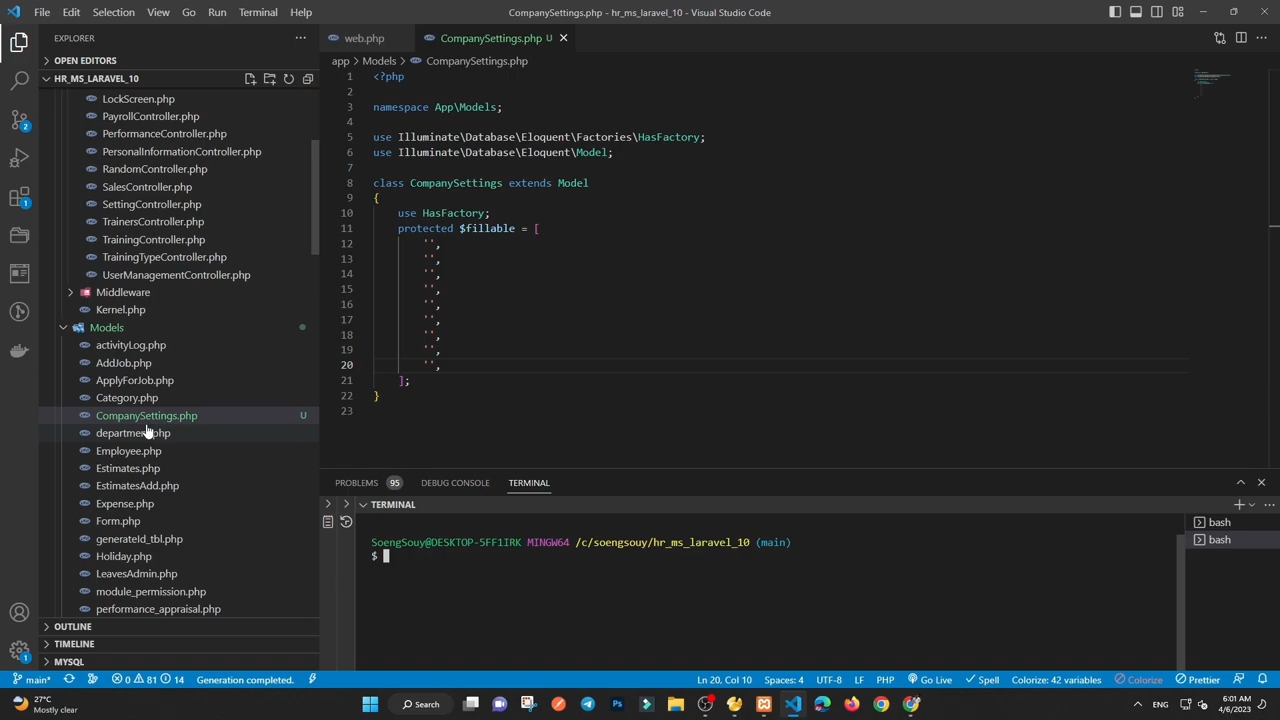 File Edit Selection View Go Run Terminal Help
CompanySettings.php - hr_ms_laravel_10 - Visual Studio Code
EXPLORER
OPEN EDITORS
HR_MS_LARAVEL_10
LockScreen.php
PayrollController.php
PerformanceController.php
PersonalInformationController.php
RandomController.php
SalesController.php
SettingController.php
TrainersController.php
TrainingController.php
TrainingTypeController.php
UserManagementController.php
Middleware
Kernel.php
Models
activityLog.php
AddJob.php
ApplyForJob.php
Category.php
CompanySettings.php U
department.php
Employee.php
Estimates.php
EstimatesAdd.php
Expense.php
Form.php
generateId_tbl.php
Holiday.php
LeavesAdmin.php
module_permission.php
performance_appraisal.php
OUTLINE
TIMELINE
MYSQL
2
1
1
web.php
CompanySettings.php U
app > Models > CompanySettings.php
1 <?php
2
3 namespace App\Models;
4
5 use Illuminate\Database\Eloquent\Factories\HasFactory;
6 use Illuminate\Database\Eloquent\Model;
7
8 class CompanySettings extends Model
9 {
10 use HasFactory;
11 protected $fillable = [
12 '',
13 '',
14 '',
15 '',
16 '',
17 '',
18 '',
19 '',
20 '',
21 ];
22 }
23
PROBLEMS 95 DEBUG CONSOLE TERMINAL
TERMINAL
SoengSouy@DESKTOP-5FF1IRK MINGW64 /c/soengsouy/hr_ms_laravel_10 (main)
$
bash
bash
main* 0 81 14 Generation completed. Ln 20, Col 10 Spaces: 4 UTF-8 LF PHP Go Live Spell Colorize: 42 variables Colorize Prettier
27°C
Mostly clear
Search
ENG
6:01 AM
4/6/2023